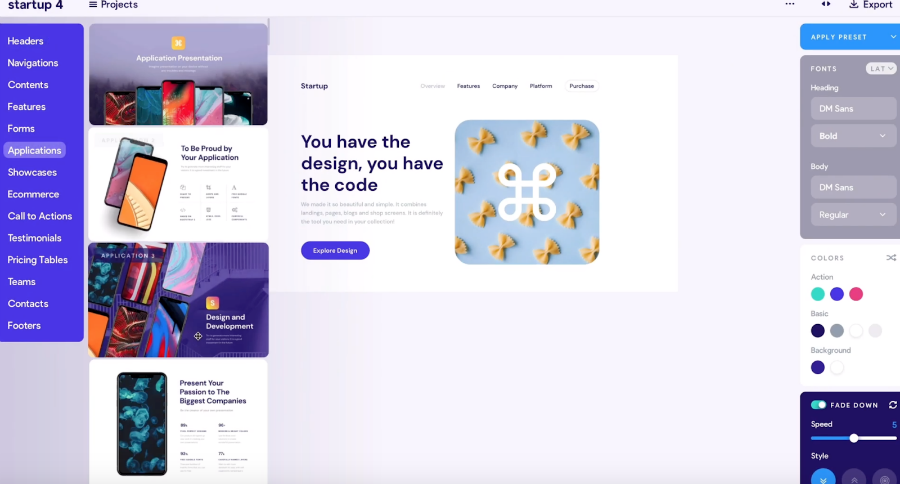 startup 4
Projects
Export
Headers
Navigations
Contents
Features
Forms
Applications
Showcases
Ecommerce
Call to Actions
Testimonials
Pricing Tables
Teams
Contacts
Footers
Application Presentation
To Be Proud by
Your Application
APPLICATION 3
Design and
Development
Present Your
Passion to The
Biggest Companies
Startup
Overview
Features
Company
Platform
Purchase
You have the
design, you have
the code
We made it so beautiful and simple. It combines
landings, pages, blogs and shop screens. It is definitely
the tool you need in your collection!
Explore Design
APPLY PRESET
FONTS
LAT
Heading
DM Sans
Bold
Body
DM Sans
Regular
COLORS
Action
Basic
Background
FADE DOWN
Speed
5
Style